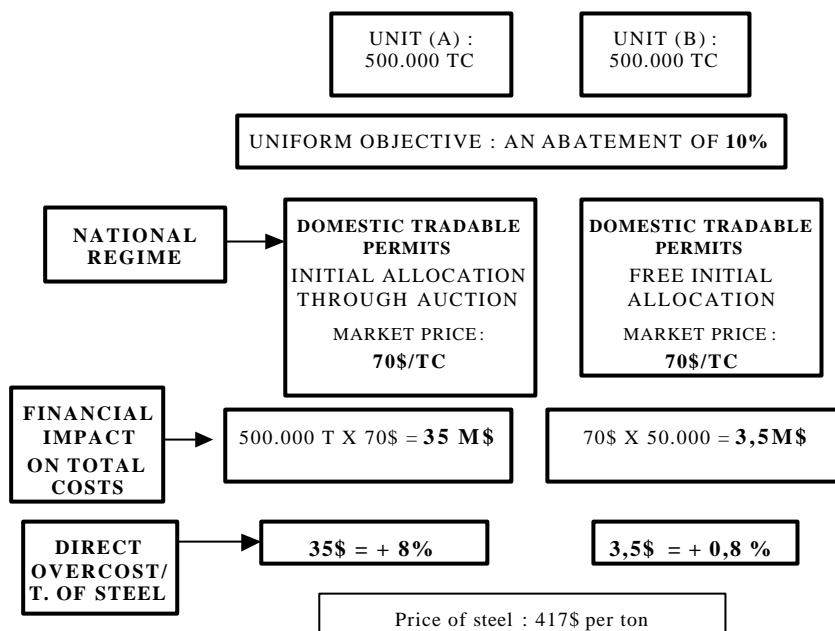 UNIT (A) :
500.000 TC
UNIT (B) :
500.000 TC
UNIFORM OBJECTIVE : AN ABATEMENT OF 10%
NATIONAL
REGIME
DOMESTIC TRADABLE
PERMITS
INITIAL ALLOCATION
THROUGH AUCTION
MARKET PRICE :
70$/TC
DOMESTIC TRADABLE
PERMITS
FREE INITIAL
ALLOCATION
MARKET PRICE :
70$/TC
FINANCIAL
IMPACT
ON TOTAL
COSTS
500.000 T X 70$ = 35 M$
70$ X 50.000 = 3,5M$
DIRECT
OVERCOST/
T. OF STEEL
35$ = + 8%
3,5$ = + 0,8 %
Price of steel : 417$ per ton